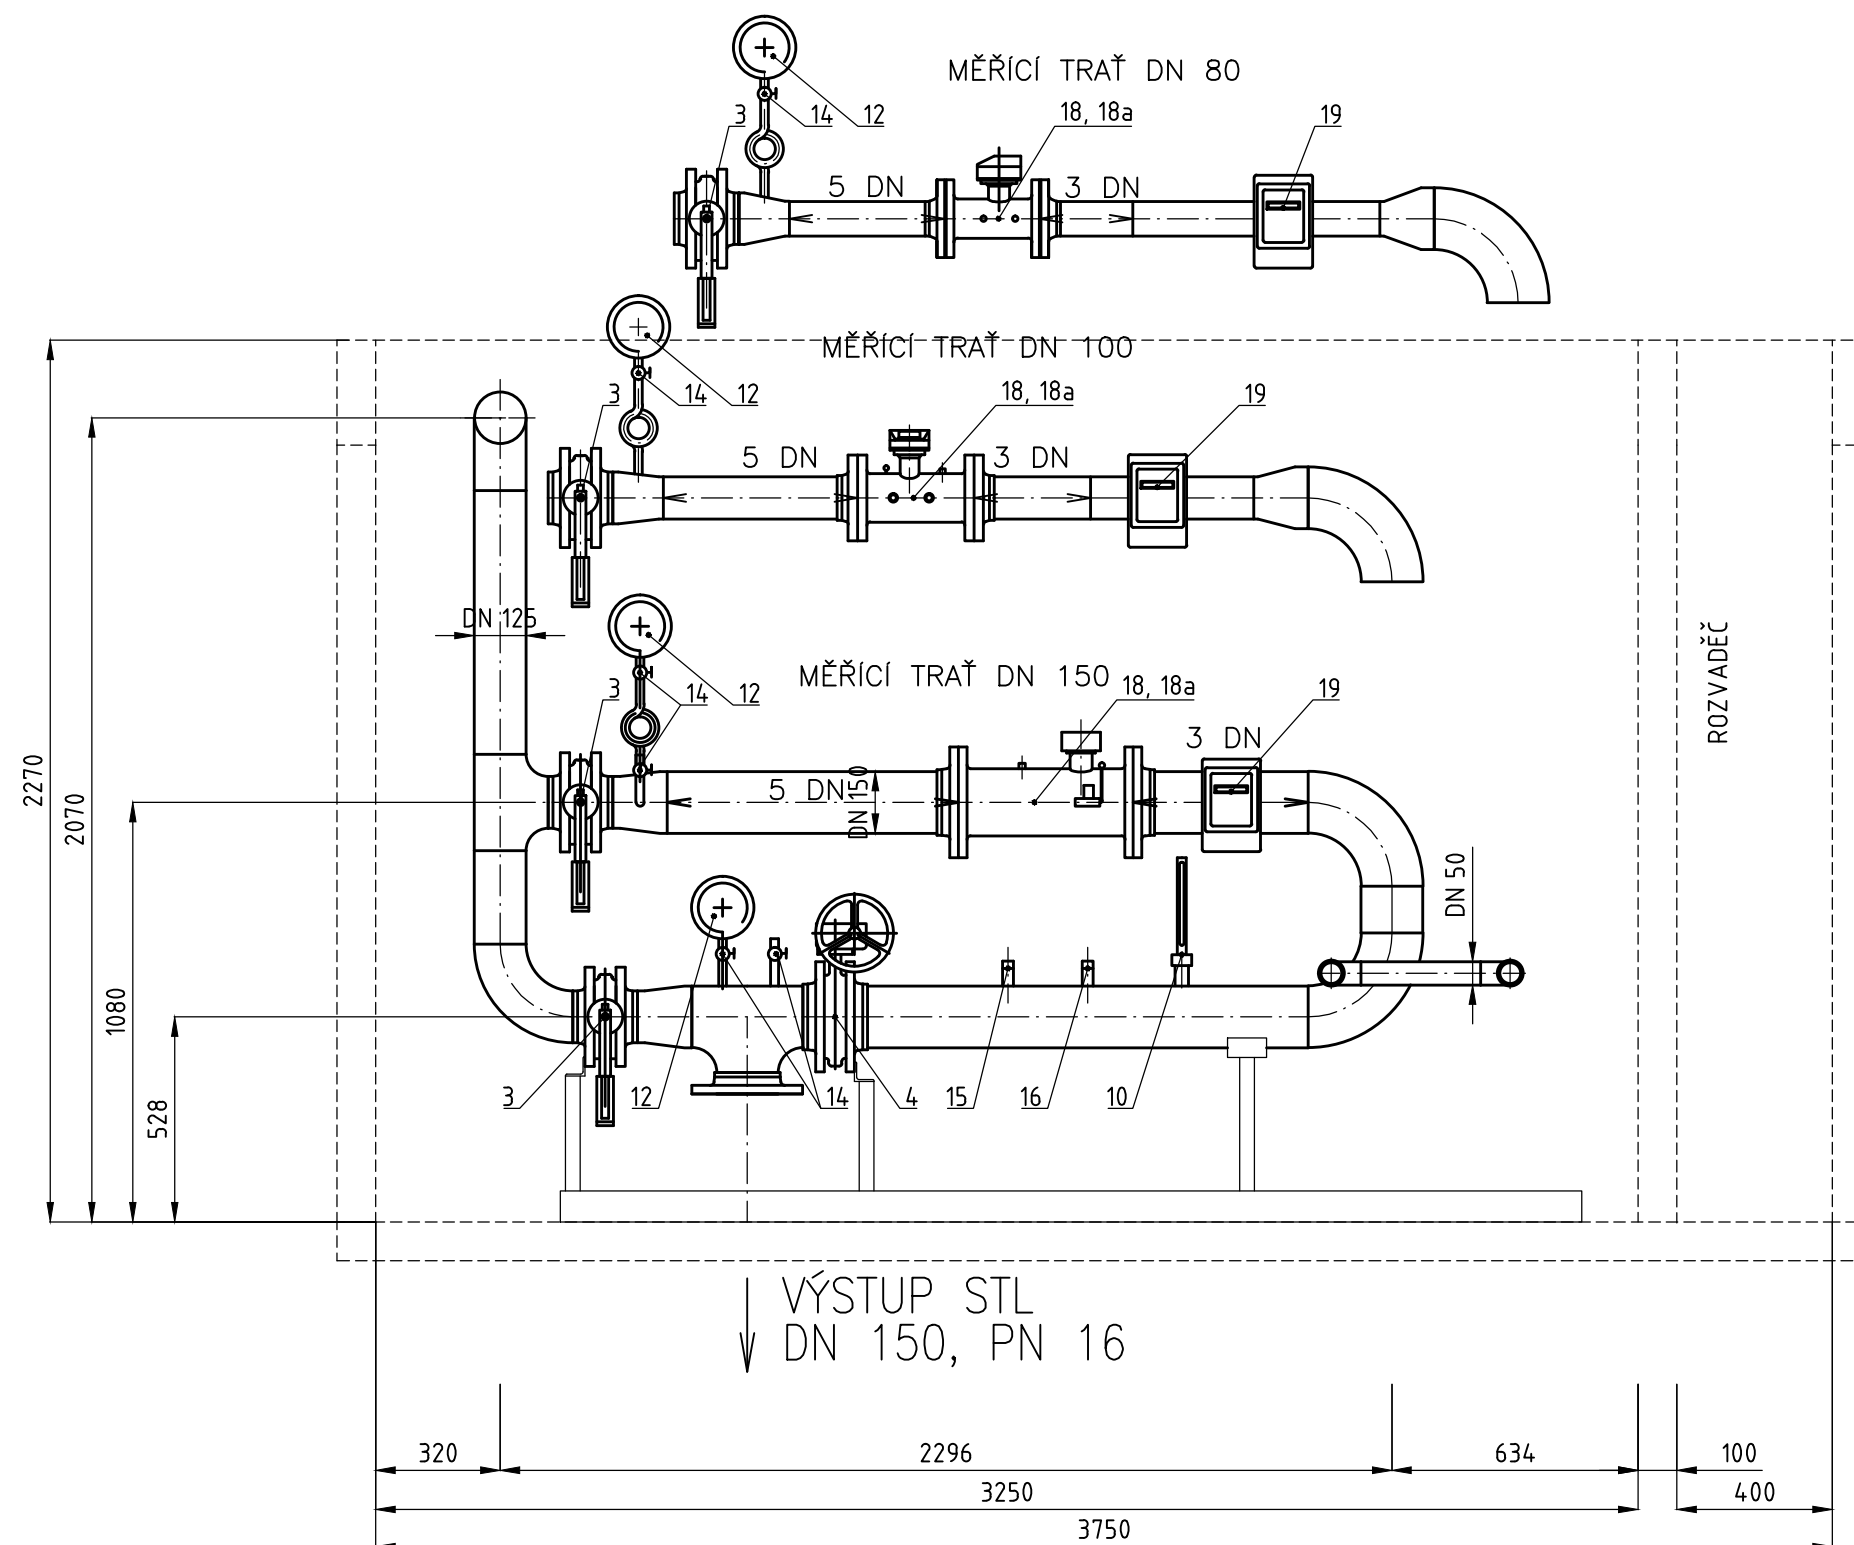 MĚŘÍCÍ TRAŤ DN 80
3
14
12
18, 18a
19
5 DN
3 DN
MĚŘÍCÍ TRAŤ DN 100
3
14
12
18, 18a
19
5 DN
3 DN
DN 125
MĚŘÍCÍ TRAŤ DN 150
3
14
12
18, 18a
19
3 DN
5 DN
DN 150
ROZVADĚČ
DN 50
2270
2070
1080
528
3
12
14
4
15
16
10
VÝSTUP STL
DN 150, PN 16
320
2296
634
100
3250
400
3750